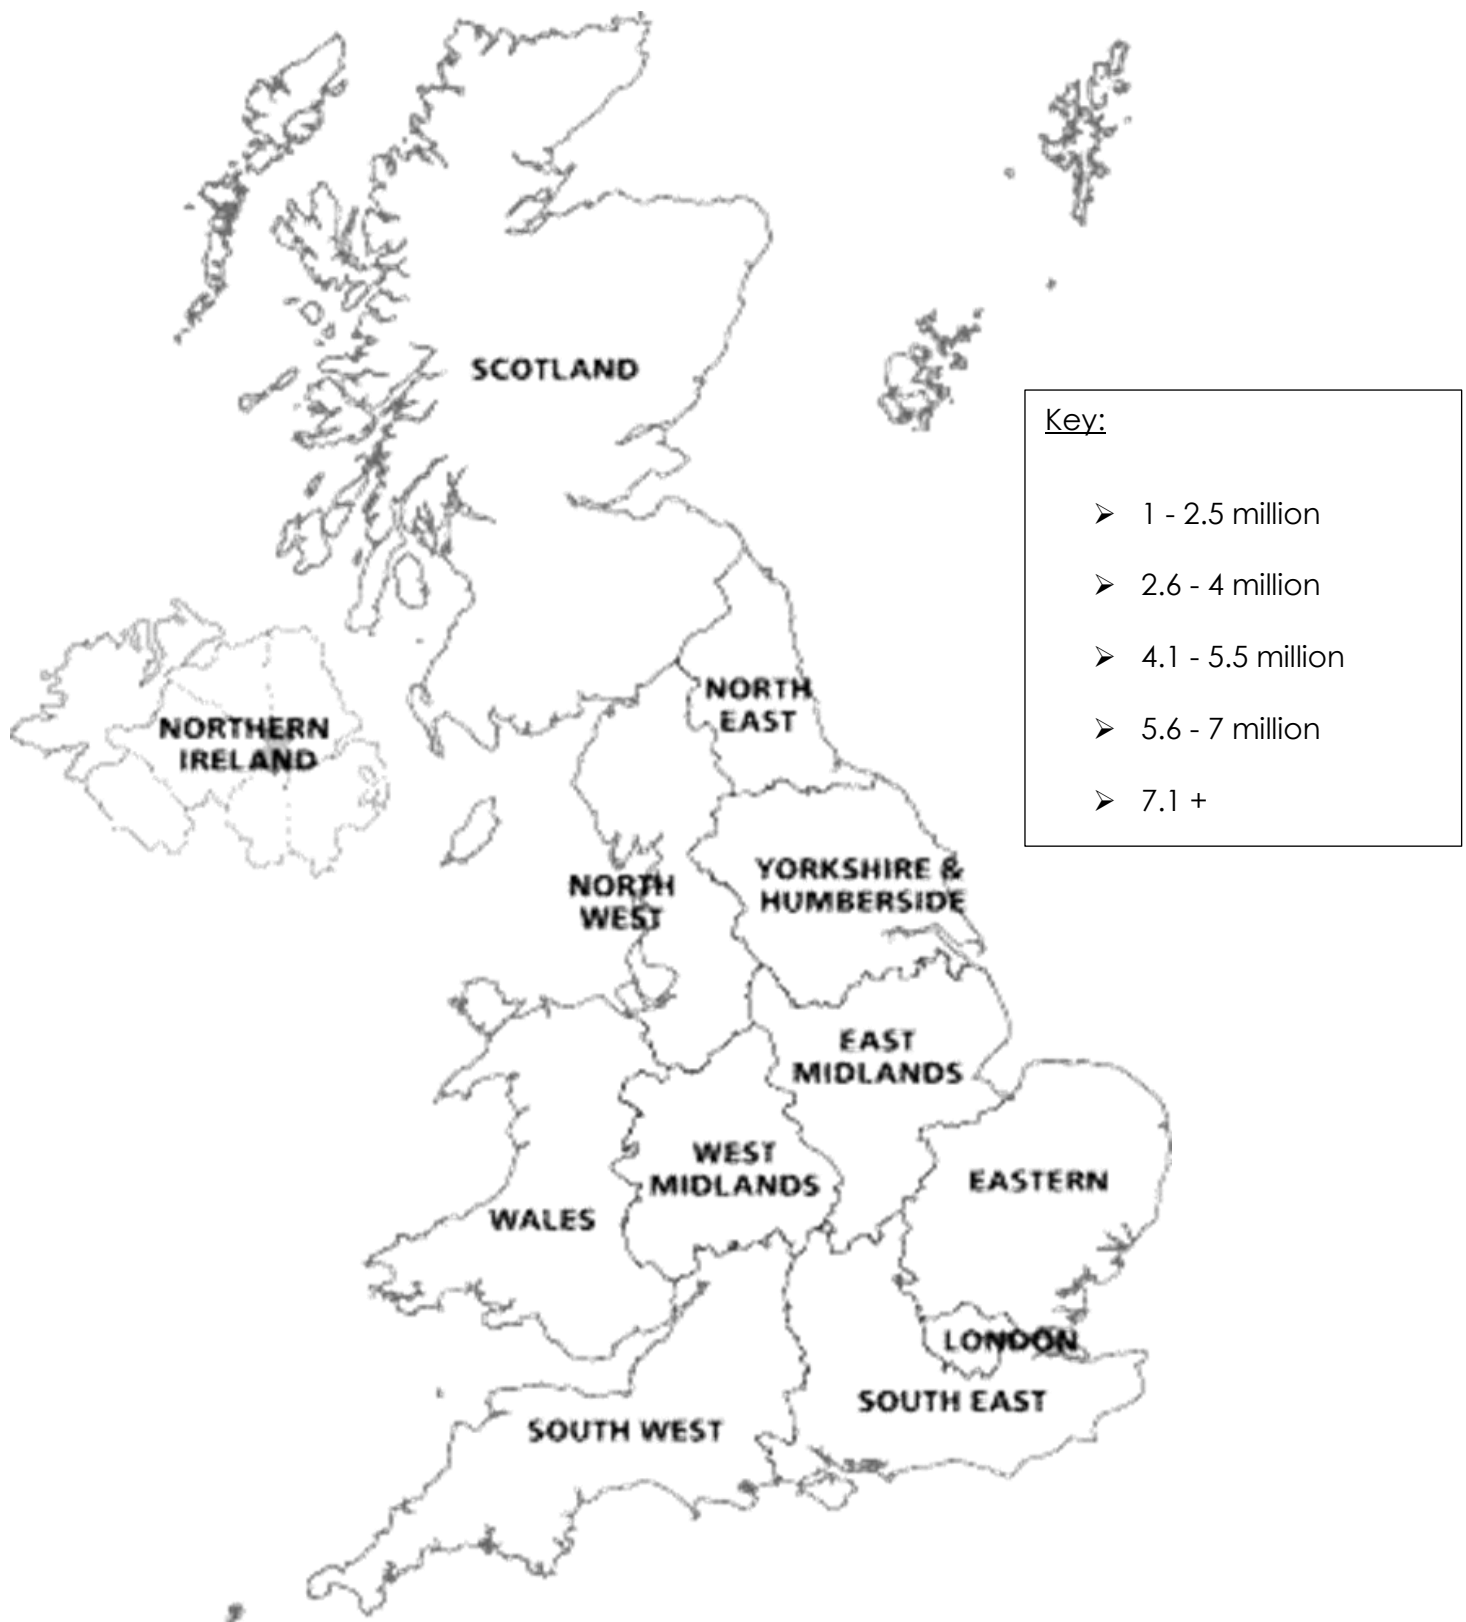 SCOTLAND
Key:
➢ 1 - 2.5 million
➢ 2.6 - 4 million
➢ 4.1 - 5.5 million
➢ 5.6 - 7 million
➢ 7.1 +
NORTH
EAST
NORTHERN
IRELAND
YORKSHIRE &
HUMBERSIDE
NORTH
WEST
EAST
MIDLANDS
WEST
MIDLANDS
EASTERN
WALES
LONDON
SOUTH EAST
SOUTH WEST